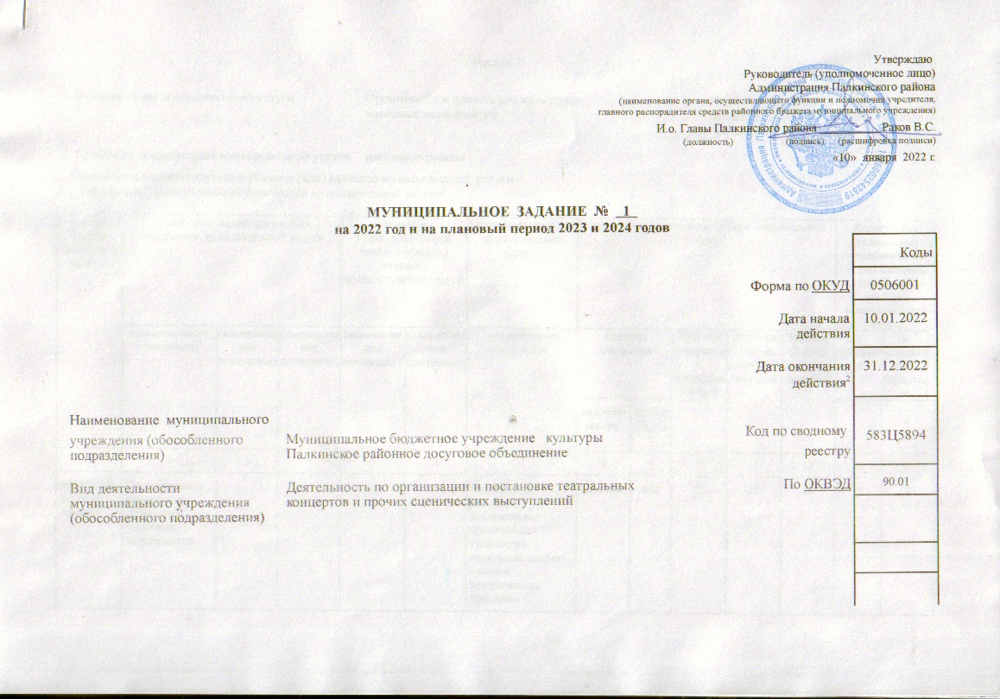 Утверждаю
Руководитель (уполномоченное лицо)
Администрация Палкинского района
(наименование органа, осуществляющего функции и полномочия учредителя,
главного распорядителя средств районного бюджета муниципального учреждения)
И.о. Главы Палкинского района Раков В.С.
(должность) (подпись) (расшифровка подписи)
«10» января 2022 г.
МУНИЦИПАЛЬНОЕ ЗАДАНИЕ № 1
на 2022 год и на плановый период 2023 и 2024 годов
Коды
Форма по ОКУД 0506001
Дата начала 10.01.2022
действия
Дата окончания 31.12.2022
действия2
Наименование муниципального
учреждения (обособленного
подразделения)
Муниципальное бюджетное учреждение культуры
Палкинское районное досуговое объединение
Код по сводному
реестру
583Ц5894
Вид деятельности
муниципального учреждения
(обособленного подразделения)
Деятельность по организации и постановке театральных
концертов и прочих сценических выступлений
По ОКВЭД 90.01